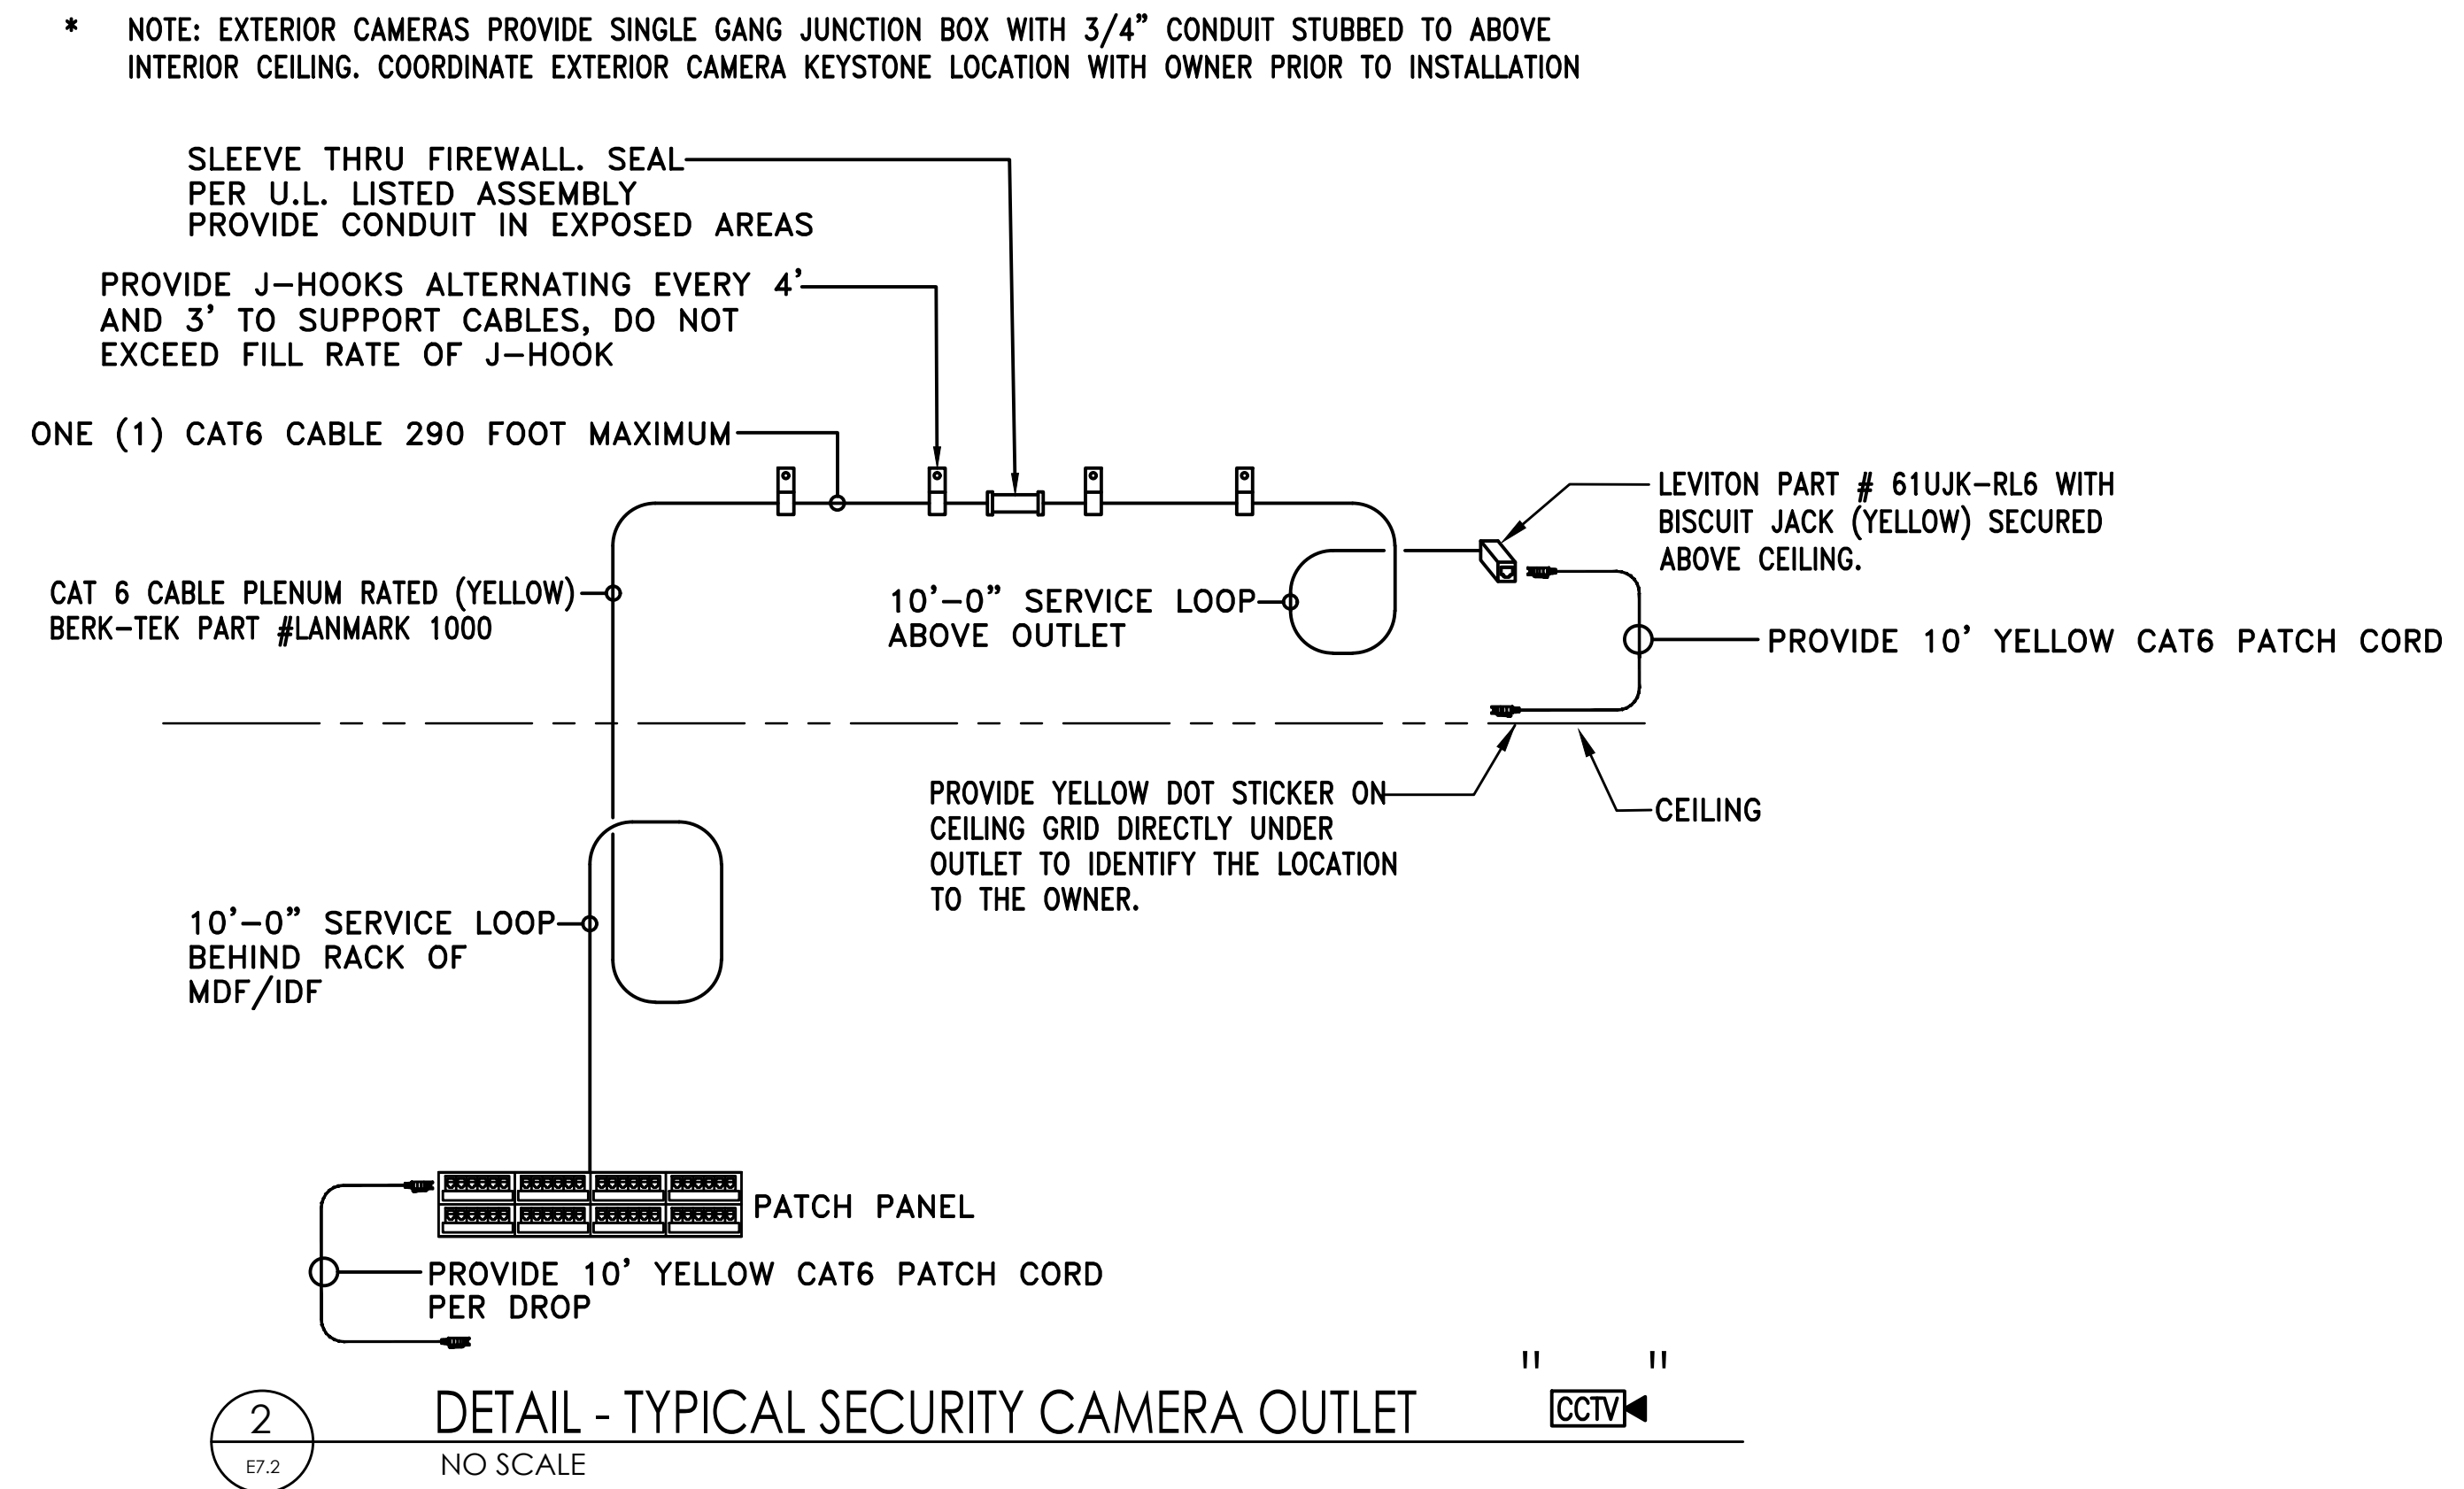 * NOTE: EXTERIOR CAMERAS PROVIDE SINGLE GANG JUNCTION BOX WITH 3/4" CONDUIT STUBBED TO ABOVE
INTERIOR CEILING. COORDINATE EXTERIOR CAMERA KEYSTONE LOCATION WITH OWNER PRIOR TO INSTALLATION
SLEEVE THRU FIREWALL. SEAL
PER U.L. LISTED ASSEMBLY
PROVIDE CONDUIT IN EXPOSED AREAS
PROVIDE J-HOOKS ALTERNATING EVERY 4'
AND 3' TO SUPPORT CABLES, DO NOT
EXCEED FILL RATE OF J-HOOK
ONE (1) CAT6 CABLE 290 FOOT MAXIMUM
LEVITON PART # 61UJK-RL6 WITH
BISCUIT JACK (YELLOW) SECURED
ABOVE CEILING.
CAT 6 CABLE PLENUM RATED (YELLOW)
BERK-TEK PART #LANMARK 1000
10'-0" SERVICE LOOP
ABOVE OUTLET
PROVIDE 10' YELLOW CAT6 PATCH CORD
PROVIDE YELLOW DOT STICKER ON
CEILING GRID DIRECTLY UNDER
OUTLET TO IDENTIFY THE LOCATION
TO THE OWNER.
CEILING
10'-0" SERVICE LOOP
BEHIND RACK OF
MDF/IDF
PATCH PANEL
PROVIDE 10' YELLOW CAT6 PATCH CORD
PER DROP
2
E7.2
DETAIL - TYPICAL SECURITY CAMERA OUTLET
" CCTV "
NO SCALE